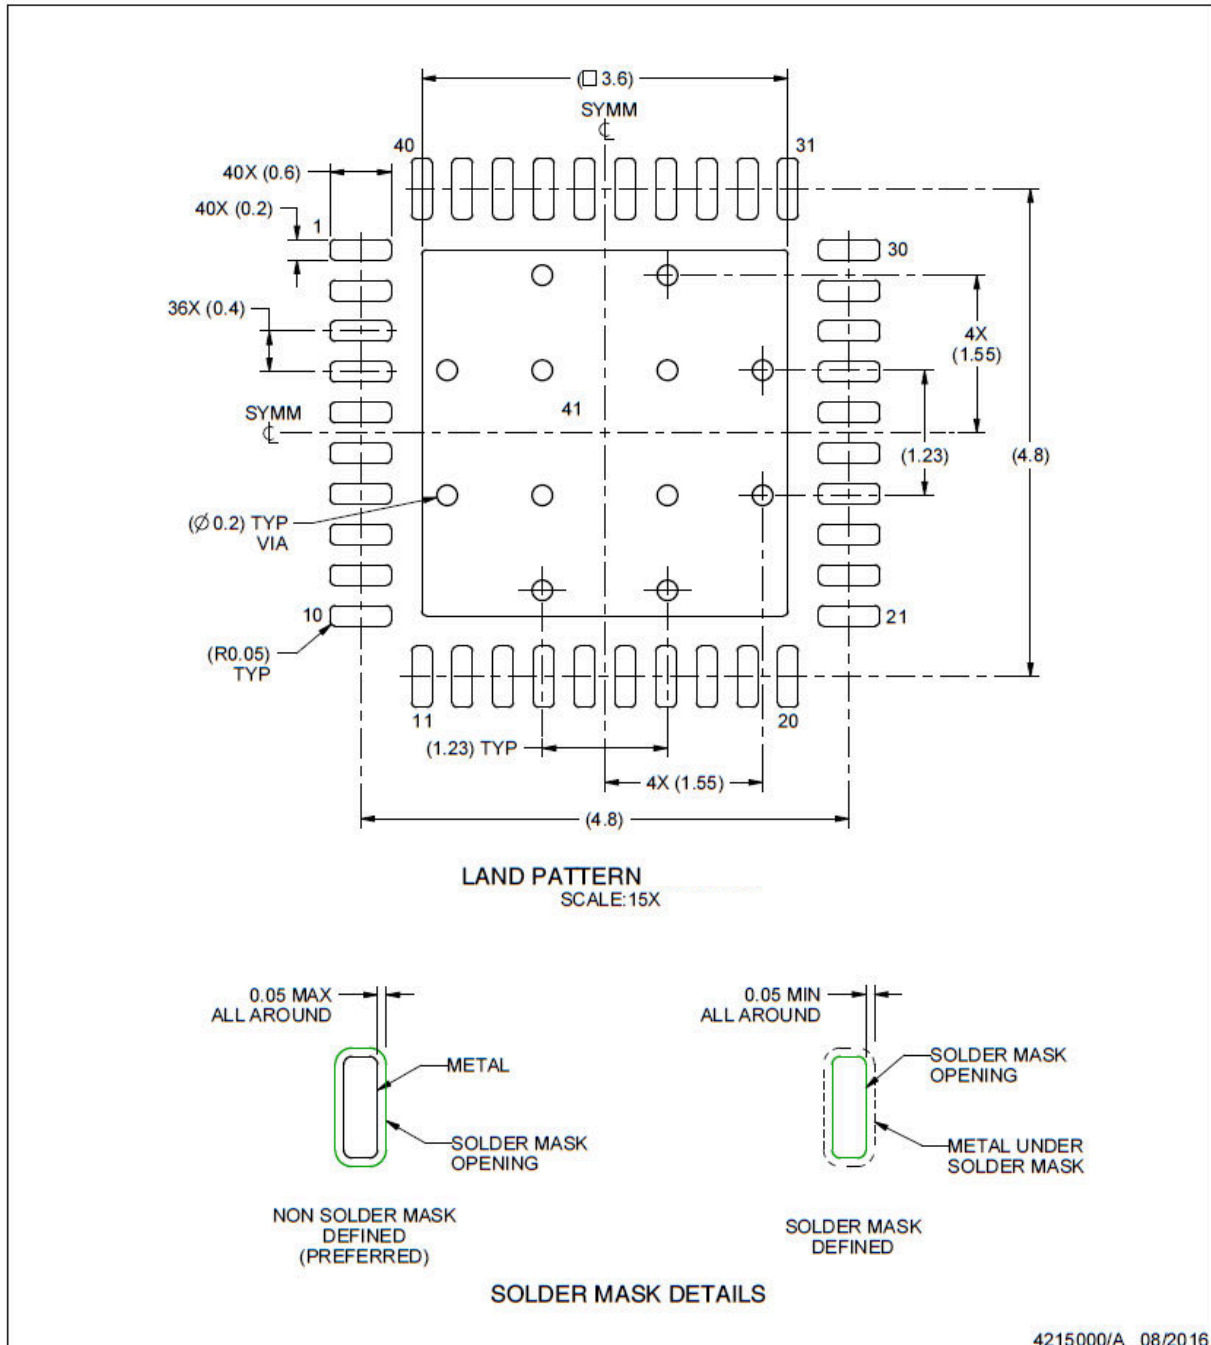 (□ 3.6)
SYMM
℄
40
31
40X (0.6)
40X (0.2)
1
30
36X (0.4)
4X
(1.55)
41
SYMM
℄
(1.23)
(4.8)
(Ø 0.2) TYP
VIA
10
21
(R0.05)
TYP
11
20
(1.23) TYP
4X (1.55)
(4.8)
LAND PATTERN
SCALE:15X
0.05 MAX
ALL AROUND
METAL
SOLDER MASK
OPENING
NON SOLDER MASK
DEFINED
(PREFERRED)
0.05 MIN
ALL AROUND
SOLDER MASK
OPENING
METAL UNDER
SOLDER MASK
SOLDER MASK
DEFINED
SOLDER MASK DETAILS
4215000/A 08/2016